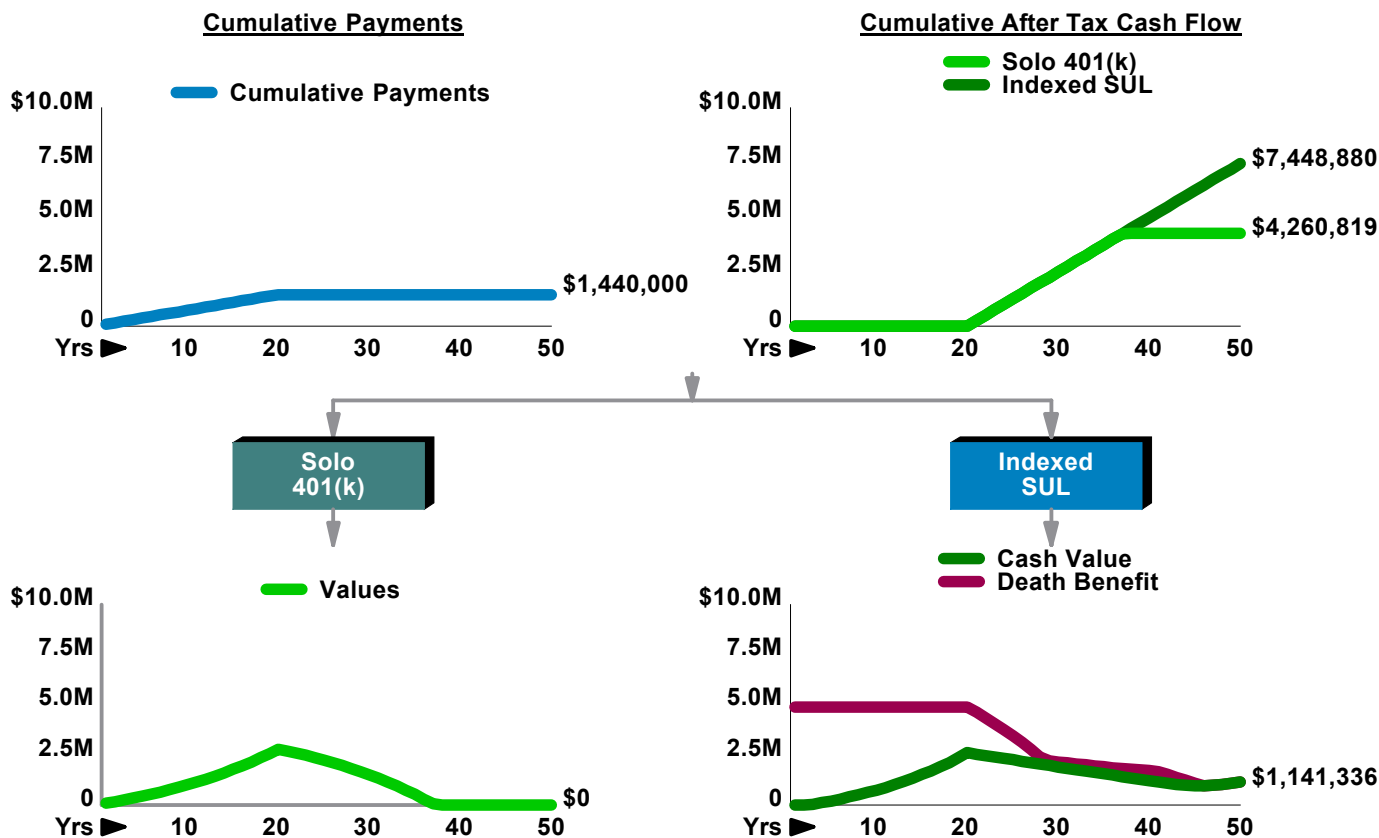 Cumulative Payments
Cumulative Payments
$10.0M
7.5M
5.0M
2.5M
0
$1,440,000
Yrs 10 20 30 40 50
Cumulative After Tax Cash Flow
Solo 401(k)
Indexed SUL
$10.0M
7.5M
5.0M
2.5M
0
$7,448,880
$4,260,819
Yrs 10 20 30 40 50
Solo
401(k)
Indexed
SUL
Values
$10.0M
7.5M
5.0M
2.5M
0
$0
Yrs 10 20 30 40 50
Cash Value
Death Benefit
$10.0M
7.5M
5.0M
2.5M
0
$1,141,336
Yrs 10 20 30 40 50